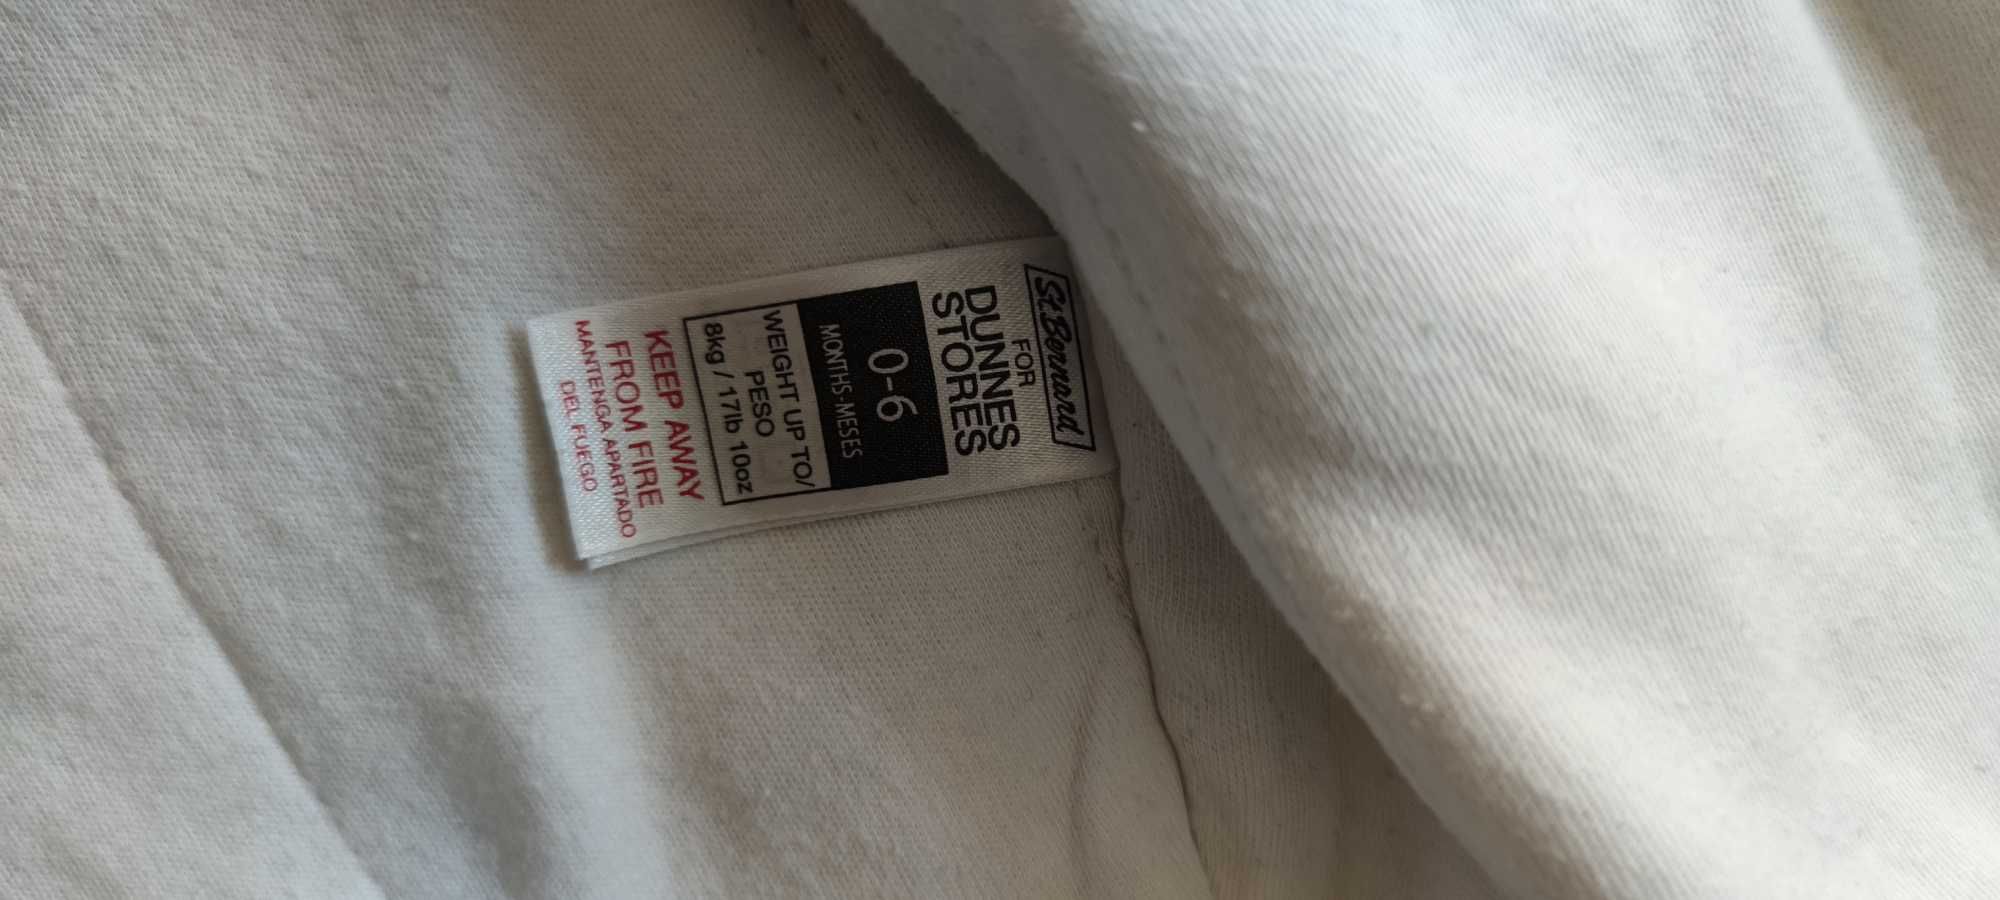 St.Bernard
FOR
DUNNES
STORES
0-6
MONTHS-MESES
WEIGHT UP TO/
PESO
8kg / 17lb 10oz
KEEP AWAY
FROM FIRE
MANTENGA APARTADO
DEL FUEGO